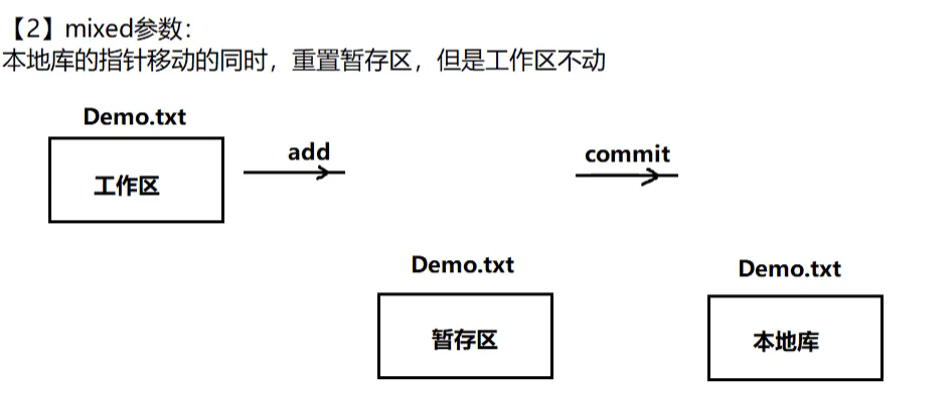 【2】mixed参数：
本地库的指针移动的同时，重置暂存区，但是工作区不动
Demo.txt
工作区
add
commit
Demo.txt
暂存区
Demo.txt
本地库